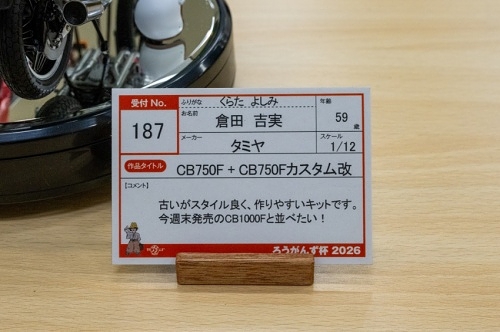 受付 No.
187
ふりがな くらた よしみ
お名前 倉田 吉実
年齢 59 歳
メーカー タミヤ
スケール 1/12
作品タイトル CB750F + CB750Fカスタム改
【コメント】
古いがスタイル良く、作りやすいキットです。
今週末発売のCB1000Fと並べたい！
ろうがんず杯 2026